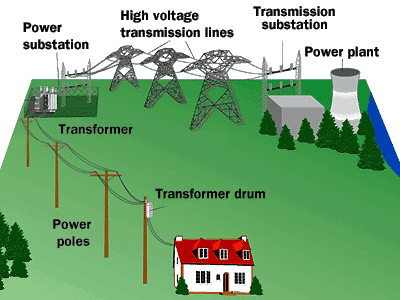 High voltage
transmission lines
Transmission
substation
Power
substation
Power plant
Transformer
Transformer drum
Power
poles